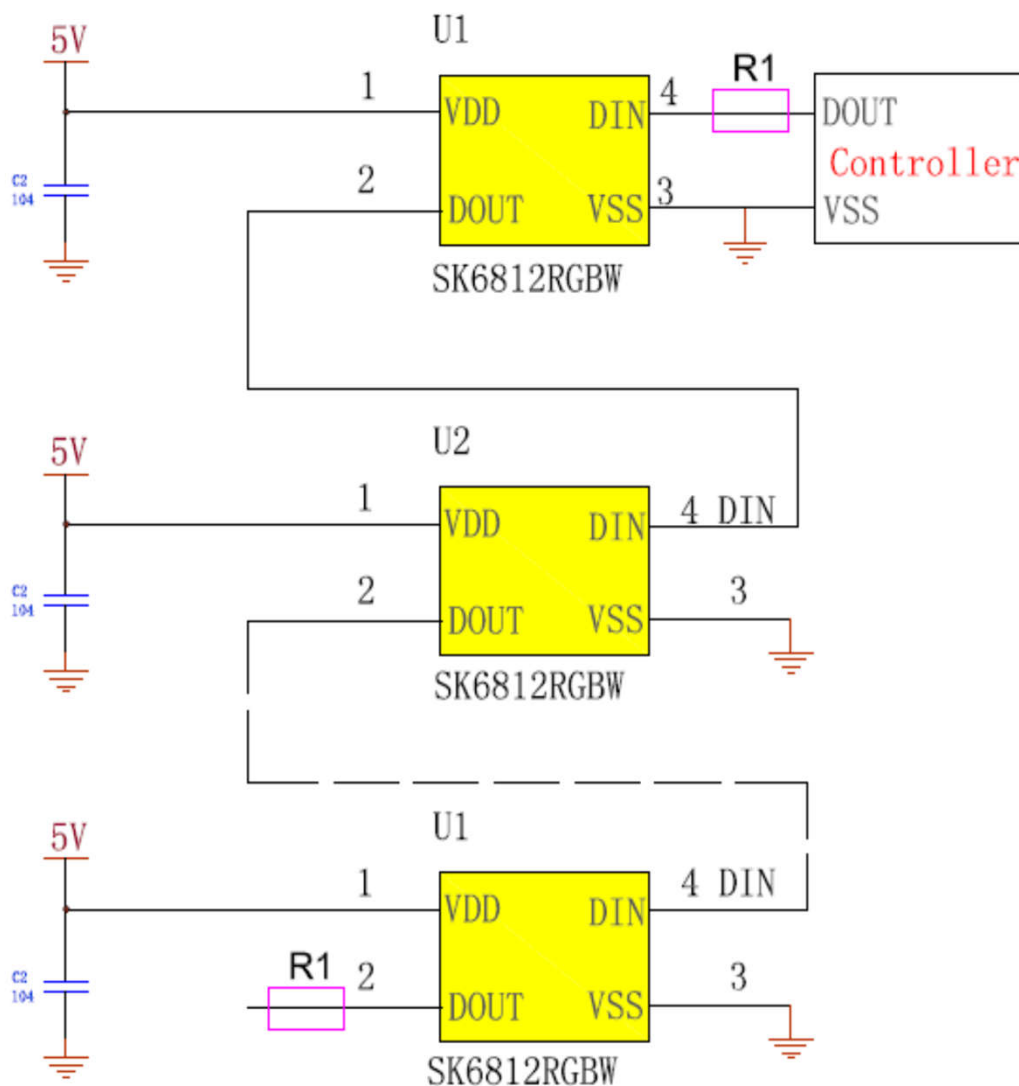 U1
5V
R1
1
4
VDD
DIN
DOUT
Controller
C2
104
2
3
DOUT
VSS
VSS
SK6812RGBW
U2
5V
1
4 DIN
VDD
DIN
C2
104
2
3
DOUT
VSS
SK6812RGBW
U1
5V
1
4 DIN
VDD
DIN
R1
C2
104
2
3
DOUT
VSS
SK6812RGBW